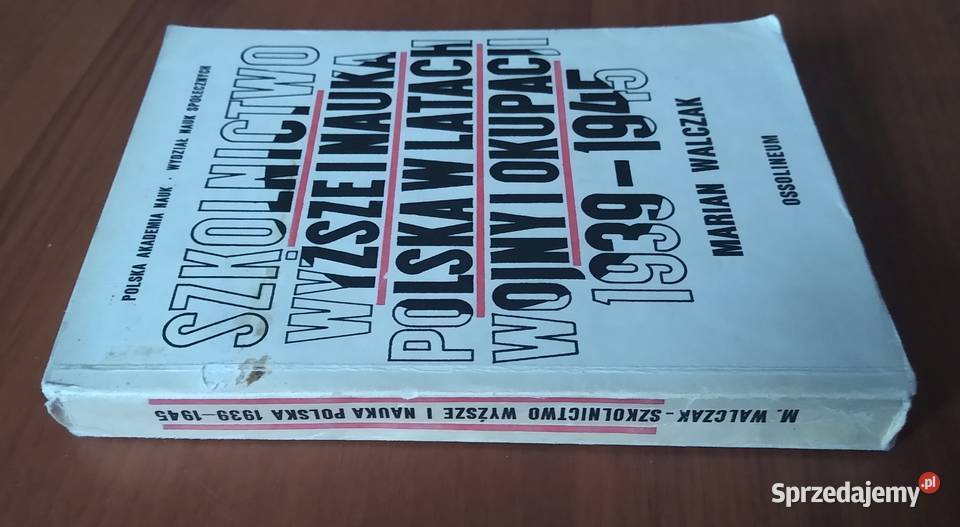 POLSKA AKADEMIA NAUK · WYDZIAŁ NAUK SPOŁECZNYCH
SZKOLNICTWO
WYŻSZE I NAUKA
POLSKA W LATACH
WOJNY I OKUPACJI
1939–1945
MARIAN WALCZAK
OSSOLINEUM
M. WALCZAK – SZKOLNICTWO WYŻSZE I NAUKA POLSKA 1939–1945
Sprzedajemy.pl